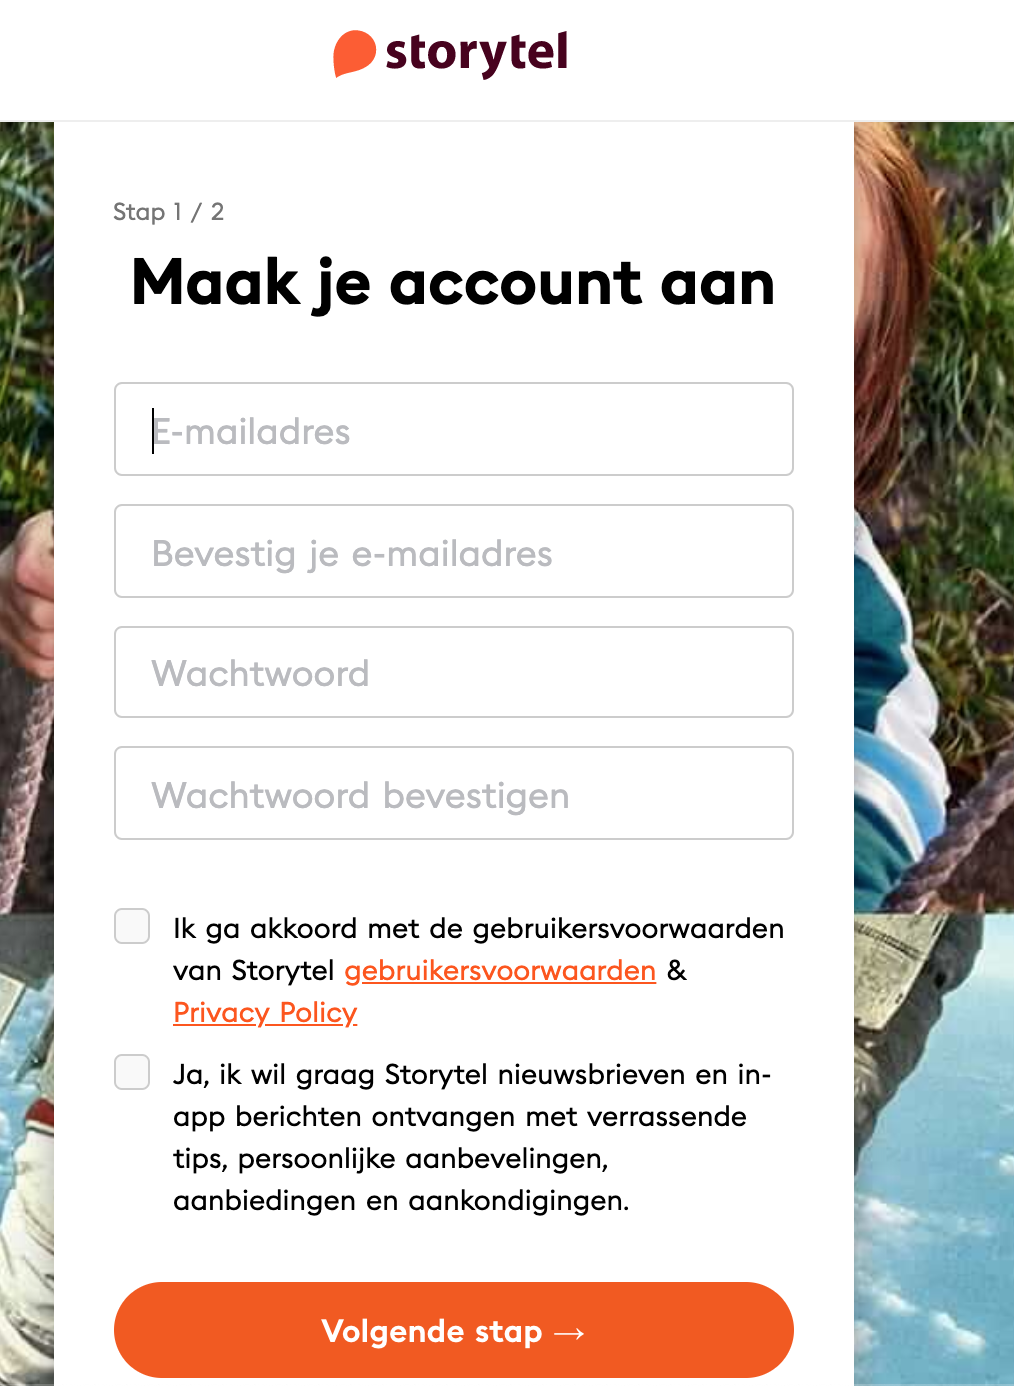 storytel
Stap 1 / 2
Maak je account aan
E-mailadres
Bevestig je e-mailadres
Wachtwoord
Wachtwoord bevestigen
Ik ga akkoord met de gebruikersvoorwaarden
van Storytel gebruikersvoorwaarden &
Privacy Policy
Ja, ik wil graag Storytel nieuwsbrieven en in-
app berichten ontvangen met verrassende
tips, persoonlijke aanbevelingen,
aanbiedingen en aankondigingen.
Volgende stap →